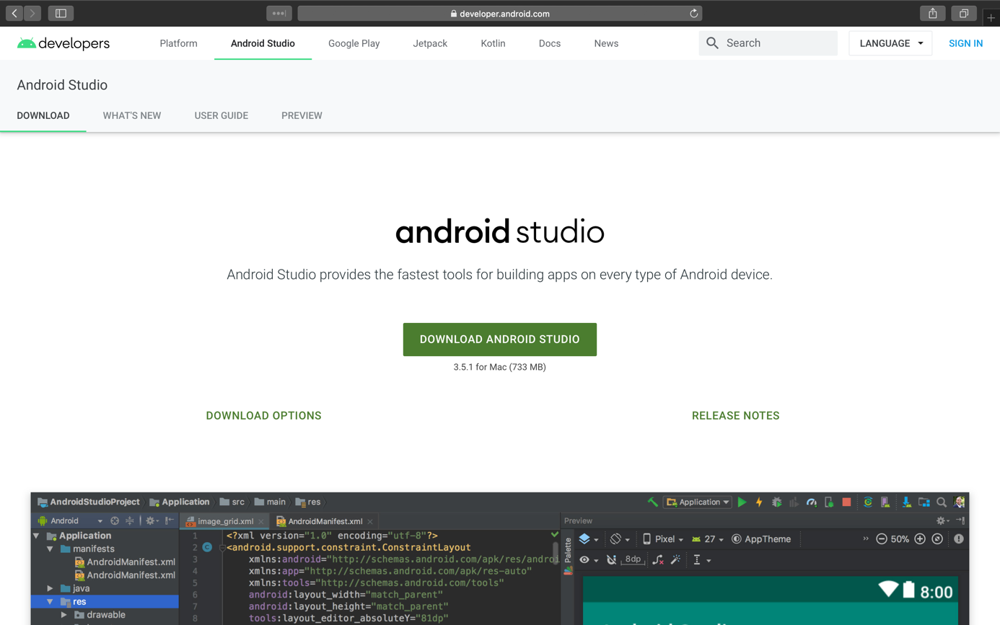 developer.android.com
developers Platform Android Studio Google Play Jetpack Kotlin Docs News Search LANGUAGE SIGN IN
Android Studio
DOWNLOAD WHAT'S NEW USER GUIDE PREVIEW
android studio
Android Studio provides the fastest tools for building apps on every type of Android device.
DOWNLOAD ANDROID STUDIO
3.5.1 for Mac (733 MB)
DOWNLOAD OPTIONS RELEASE NOTES
AndroidStudioProject Application src main res Application
Android image_grid.xml AndroidManifest.xml Preview
Application
manifests
AndroidManifest.xml
AndroidManifest.xml
java
res
drawable
1 <?xml version="1.0" encoding="utf-8"?>
2 <android.support.constraint.ConstraintLayout
3 xmlns:android="http://schemas.android.com/apk/res/androi
4 xmlns:app="http://schemas.android.com/apk/res-auto"
5 xmlns:tools="http://schemas.android.com/tools"
6 android:layout_width="match_parent"
7 android:layout_height="match_parent"
8 tools:layout_editor_absoluteY="81dp"
Palette
Pixel 27 AppTheme 50%
8dp
8:00